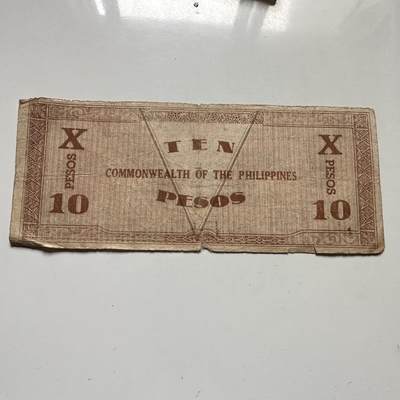 X TEN X
PESOS COMMONWEALTH OF THE PHILIPPINES PESOS
10 PESOS 10